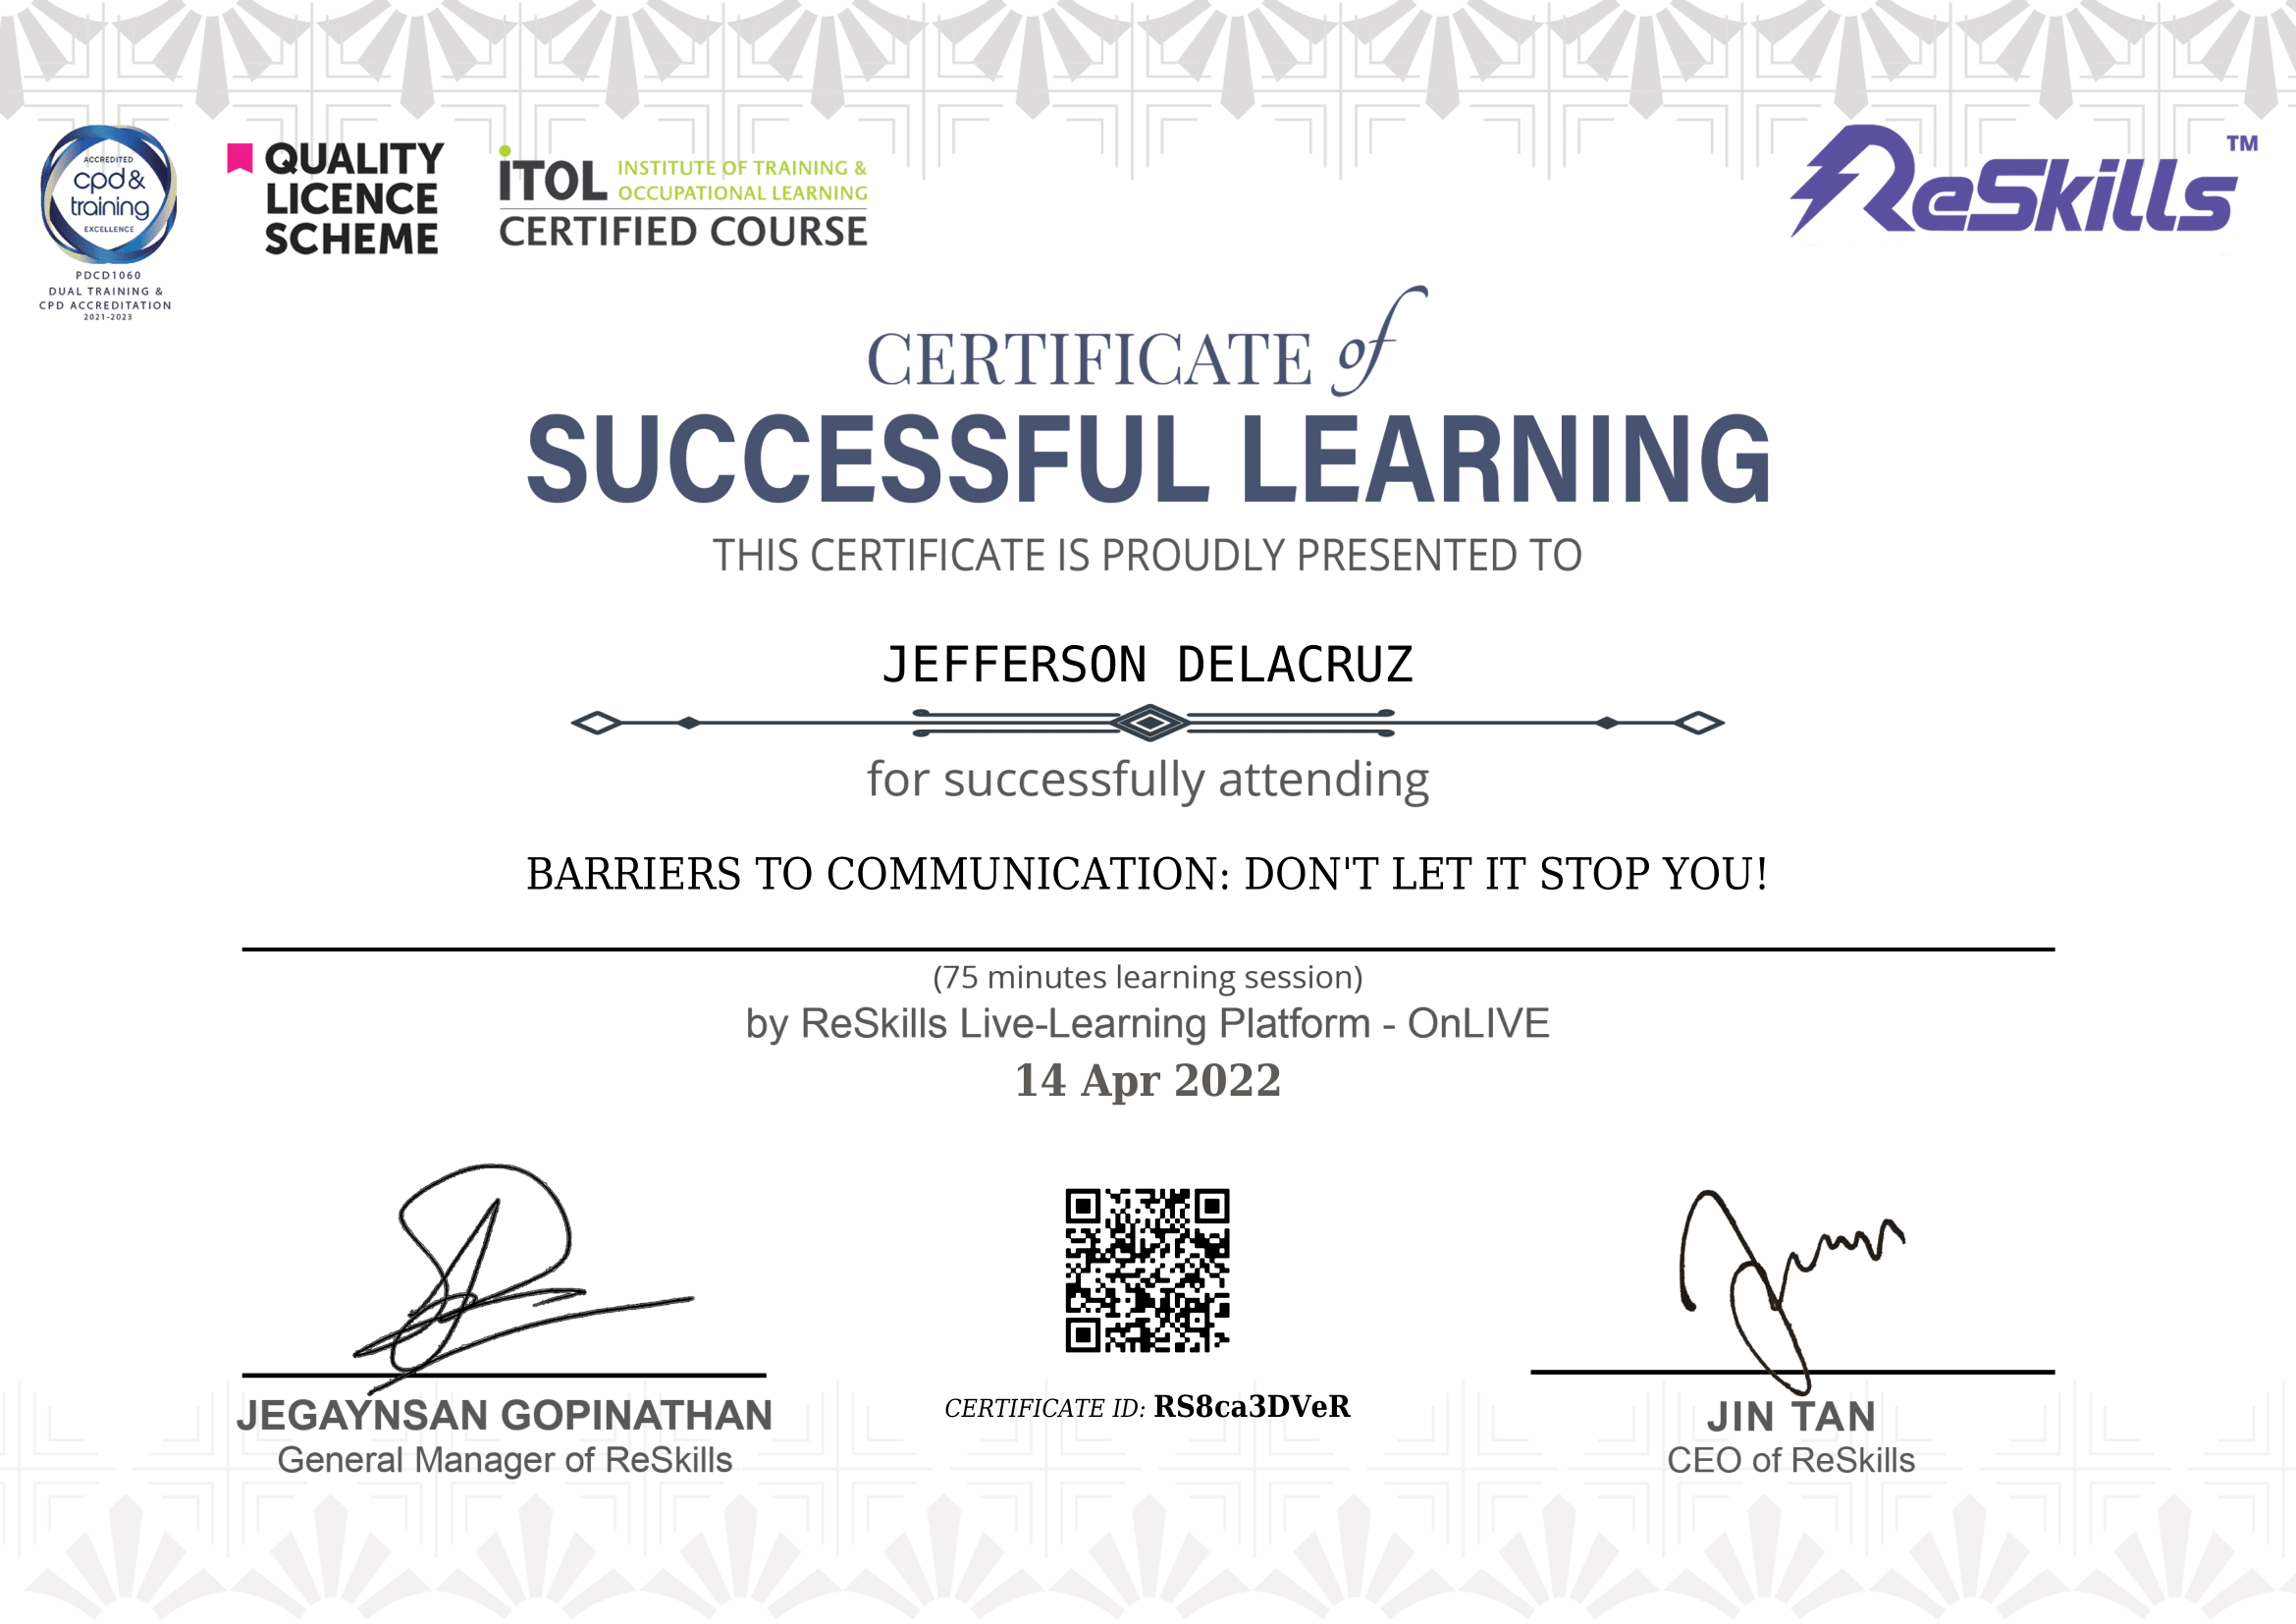 ACCREDITED
cpd &
training
EXCELLENCE
PDCD1060
DUAL TRAINING &
CPD ACCREDITATION
2021-2023
QUALITY
LICENCE
SCHEME
iTOL INSTITUTE OF TRAINING &
OCCUPATIONAL LEARNING
CERTIFIED COURSE
ReSkills TM
CERTIFICATE of
SUCCESSFUL LEARNING
THIS CERTIFICATE IS PROUDLY PRESENTED TO
JEFFERSON DELACRUZ
for successfully attending
BARRIERS TO COMMUNICATION: DON'T LET IT STOP YOU!
(75 minutes learning session)
by ReSkills Live-Learning Platform - OnLIVE
14 Apr 2022
JEGAYNSAN GOPINATHAN
General Manager of ReSkills
CERTIFICATE ID: RS8ca3DVeR
JIN TAN
CEO of ReSkills